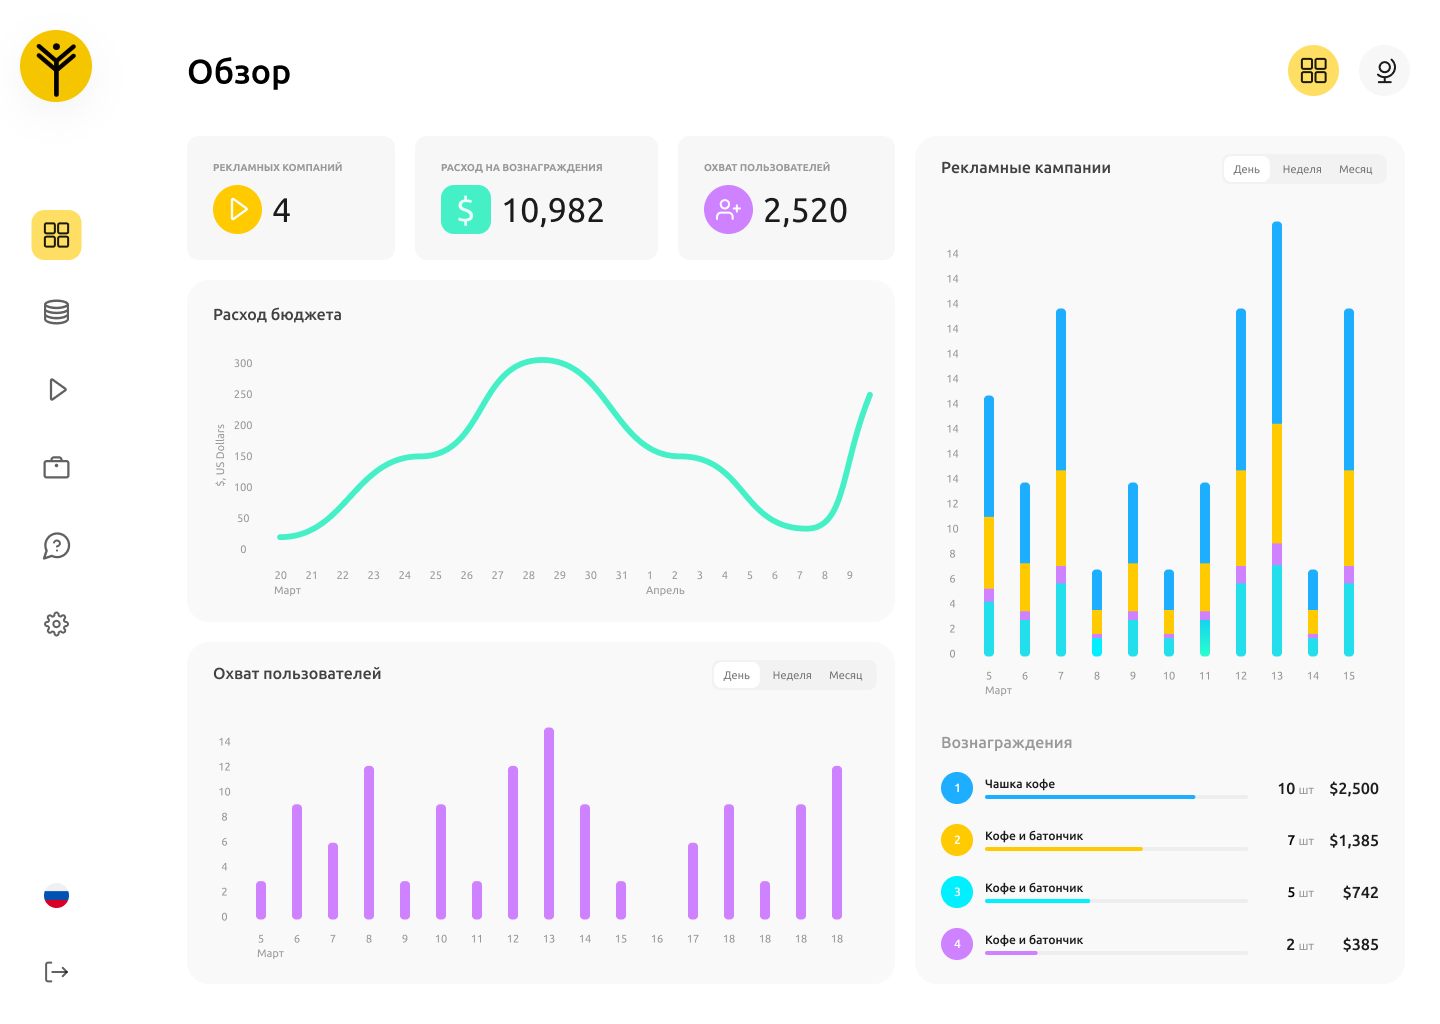 Обзор
РЕКЛАМНЫХ КОМПАНИЙ
4
РАСХОД НА ВОЗНАГРАЖДЕНИЯ
$
10,982
ОХВАТ ПОЛЬЗОВАТЕЛЕЙ
2,520
Расход бюджета
$, US Dollars
300
250
200
150
100
50
0
20 21 22 23 24 25 26 27 28 29 30 31 1 2 3 4 5 6 7 8 9
Март Апрель
Охват пользователей
День Неделя Месяц
14
12
10
8
6
4
2
0
5 6 7 8 9 10 11 12 13 14 15 16 17 18 18 18 18
Март
Рекламные кампании
День Неделя Месяц
14
14
14
14
14
14
14
14
14
14
12
10
8
6
4
2
0
5 6 7 8 9 10 11 12 13 14 15
Март
Вознаграждения
1 Чашка кофе 10 шт $2,500
2 Кофе и батончик 7 шт $1,385
3 Кофе и батончик 5 шт $742
4 Кофе и батончик 2 шт $385
?